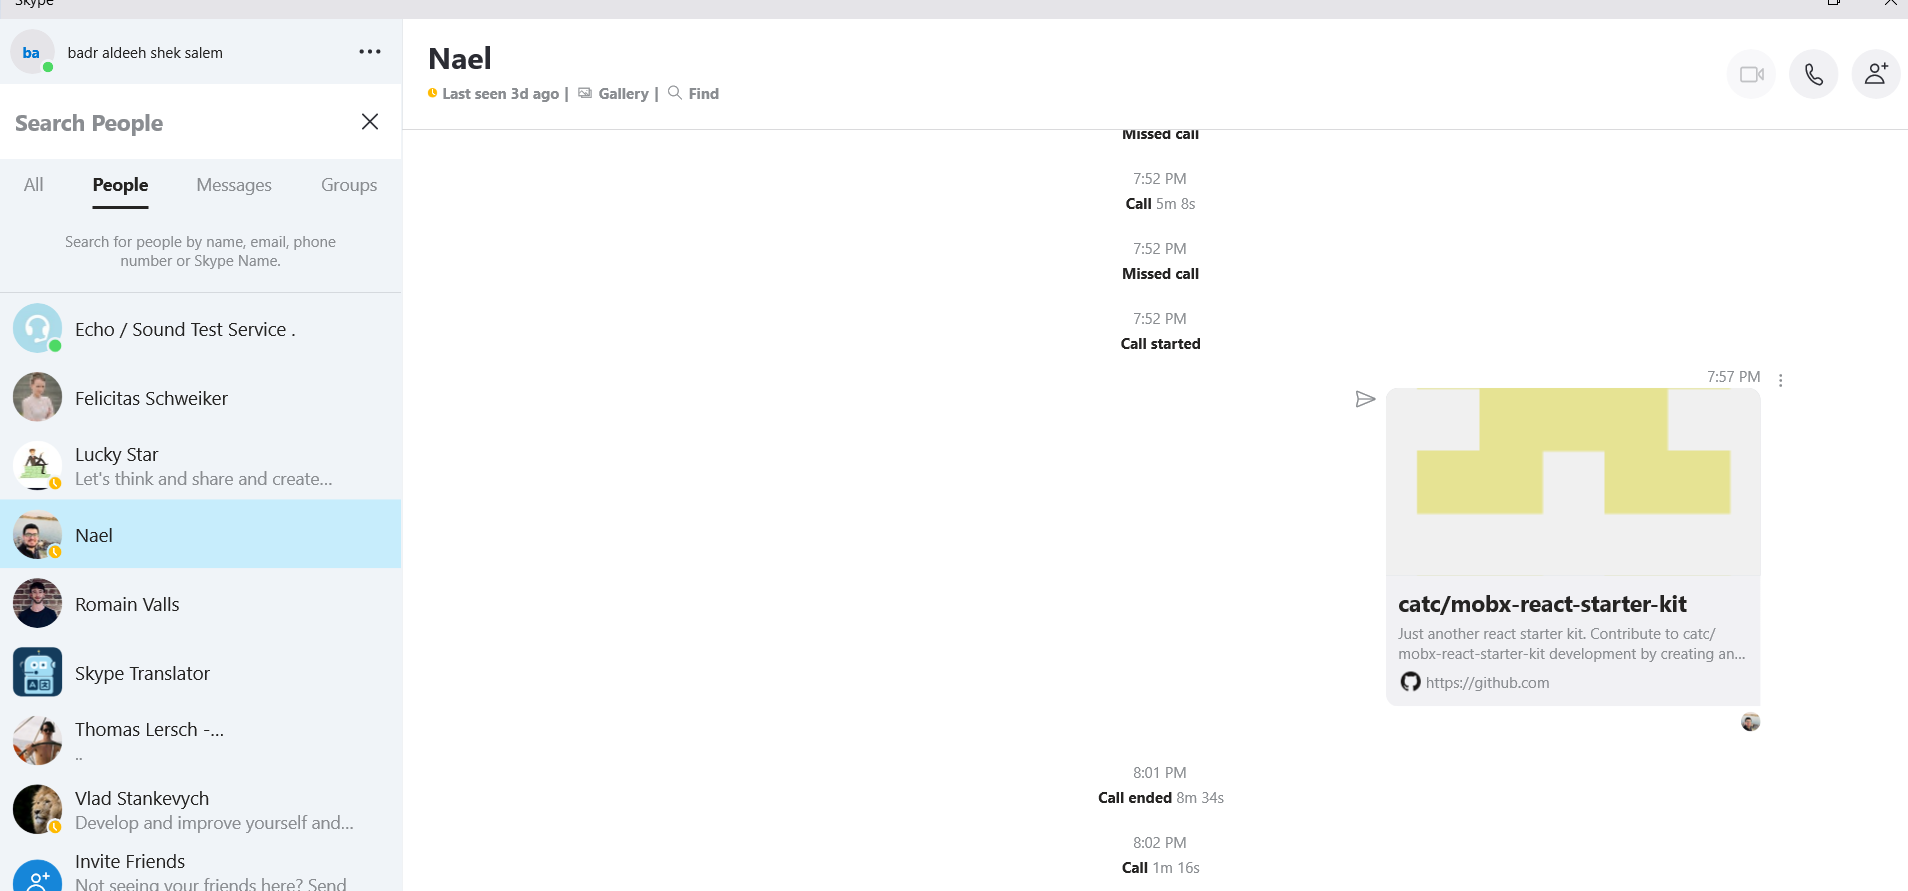 Skype
ba
badr aldeeh shek salem
Search People
All
People
Messages
Groups
Search for people by name, email, phone
number or Skype Name.
Echo / Sound Test Service .
Felicitas Schweiker
Lucky Star
Let's think and share and create...
Nael
Romain Valls
Skype Translator
Thomas Lersch -...
..
Vlad Stankevych
Develop and improve yourself and...
Invite Friends
Not seeing your friends here? Send
Nael
Last seen 3d ago | Gallery | Find
Missed call
7:52 PM
Call 5m 8s
7:52 PM
Missed call
7:52 PM
Call started
7:57 PM
catc/mobx-react-starter-kit
Just another react starter kit. Contribute to catc/
mobx-react-starter-kit development by creating an...
https://github.com
8:01 PM
Call ended 8m 34s
8:02 PM
Call 1m 16s